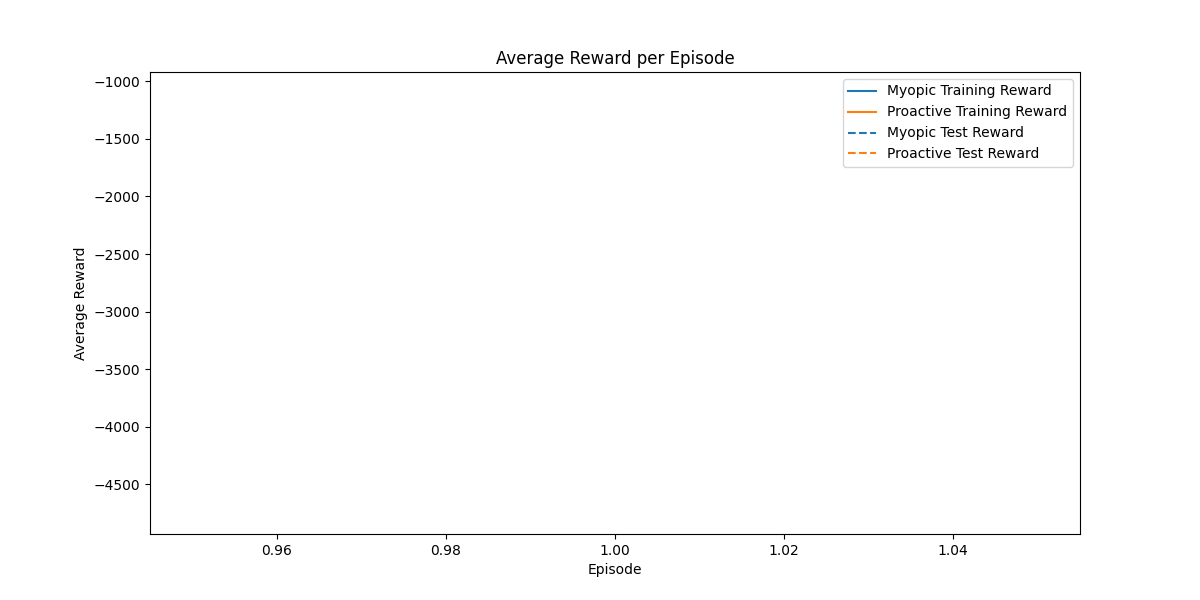 Average Reward per Episode
Myopic Training Reward
Proactive Training Reward
Myopic Test Reward
Proactive Test Reward
Average Reward
−1000
−1500
−2000
−2500
−3000
−3500
−4000
−4500
0.96 0.98 1.00 1.02 1.04
Episode